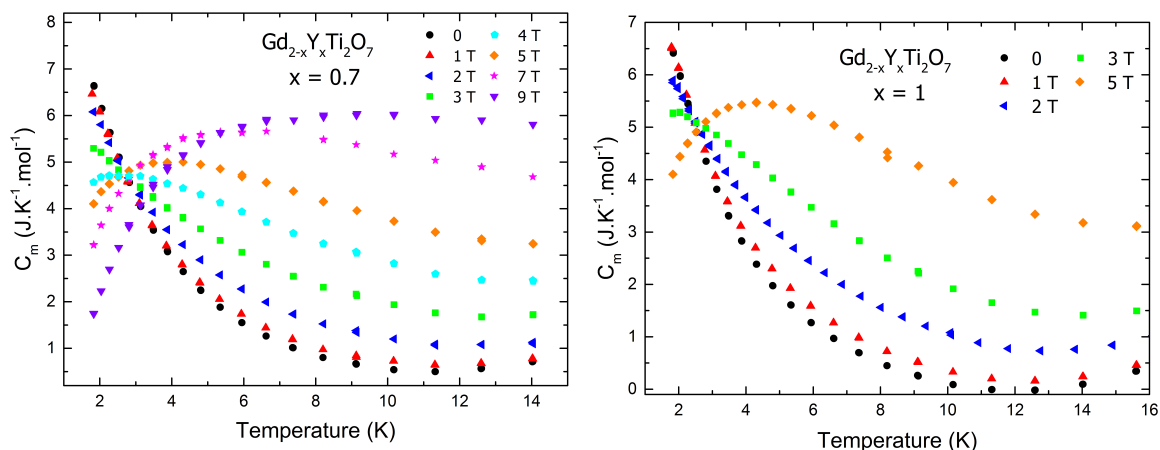 Gd₂₋ₓYₓTi₂O₇
x = 0.7
0
1 T
2 T
3 T
4 T
5 T
7 T
9 T
8
7
6
5
4
3
2
1
2 4 6 8 10 12 14
C_m (J.K⁻¹.mol⁻¹)
Temperature (K)
Gd₂₋ₓYₓTi₂O₇
x = 1
0
1 T
2 T
3 T
5 T
7
6
5
4
3
2
1
0
2 4 6 8 10 12 14 16
C_m (J.K⁻¹.mol⁻¹)
Temperature (K)